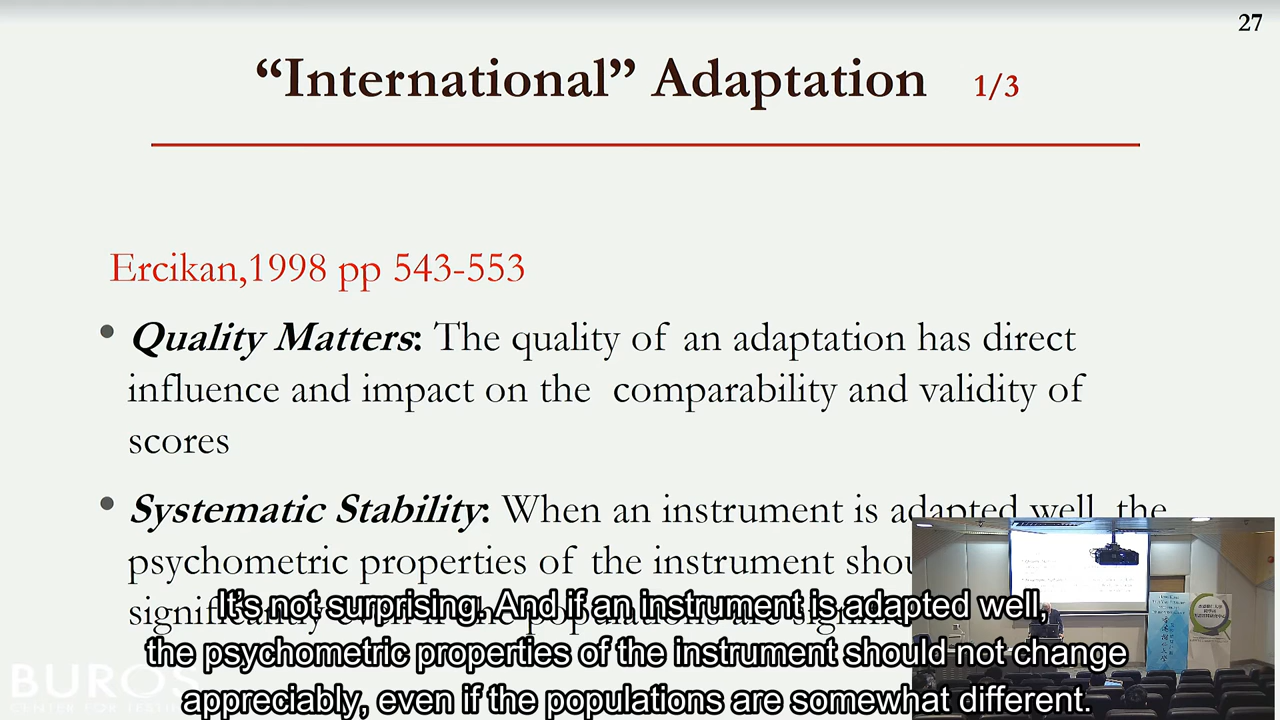 27
“International” Adaptation 1/3
Ercikan,1998 pp 543-553
• Quality Matters: The quality of an adaptation has direct
influence and impact on the comparability and validity of
scores
• Systematic Stability: When an instrument is adapted well, the
psychometric properties of the instrument
It's not surprising. And if an instrument is adapted well,
the psychometric properties of the instrument should not change
appreciably, even if the populations are somewhat different.
BUROS